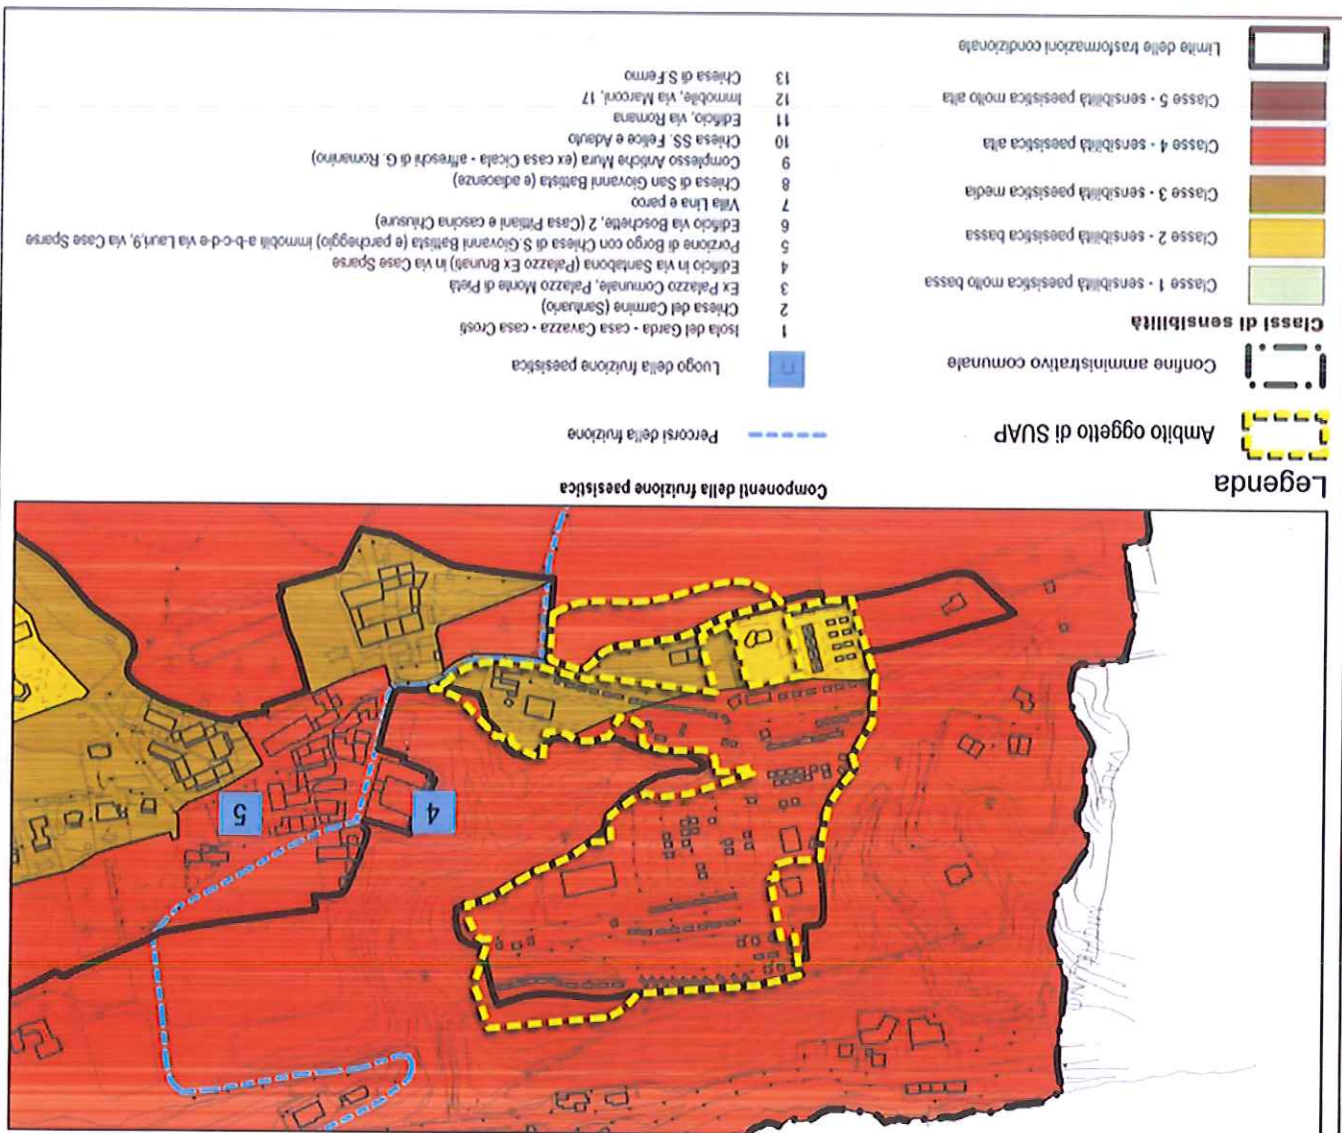 5
4
Legenda
Ambito oggetto di SUAP
Confine amministrativo comunale
Classi di sensibilità
Classe 1 - sensibilità paesistica molto bassa
Classe 2 - sensibilità paesistica bassa
Classe 3 - sensibilità paesistica media
Classe 4 - sensibilità paesistica alta
Classe 5 - sensibilità paesistica molto alta
Limite delle trasformazioni condizionate
Componenti della fruizione paesistica
Percorsi della fruizione
Luogo della fruizione paesistica
1 Isola del Garda - casa Cavazza - casa Crosti
2 Chiesa del Carmine (Santuario)
3 Ex Palazzo Comunale, Palazzo Monte di Pietà
4 Edificio in via Santabona (Palazzo Ex Brunati) in via Case Sparse
5 Porzione di Borgo con Chiesa di S.Giovanni Battista (e parcheggio) immobili a-b-c-d-e via Lauri,9, via Case Sparse
6 Edificio via Boschette, 2 (Casa Pittiani e cascina Chiusure)
7 Villa Lina e parco
8 Chiesa di San Giovanni Battista (e adiacenze)
9 Complesso Antiche Mura (ex casa Cicala - affreschi di G. Romanino)
10 Chiesa SS. Felice e Adauto
11 Edificio, via Romana
12 Immobile, via Marconi, 17
13 Chiesa di S.Fermo